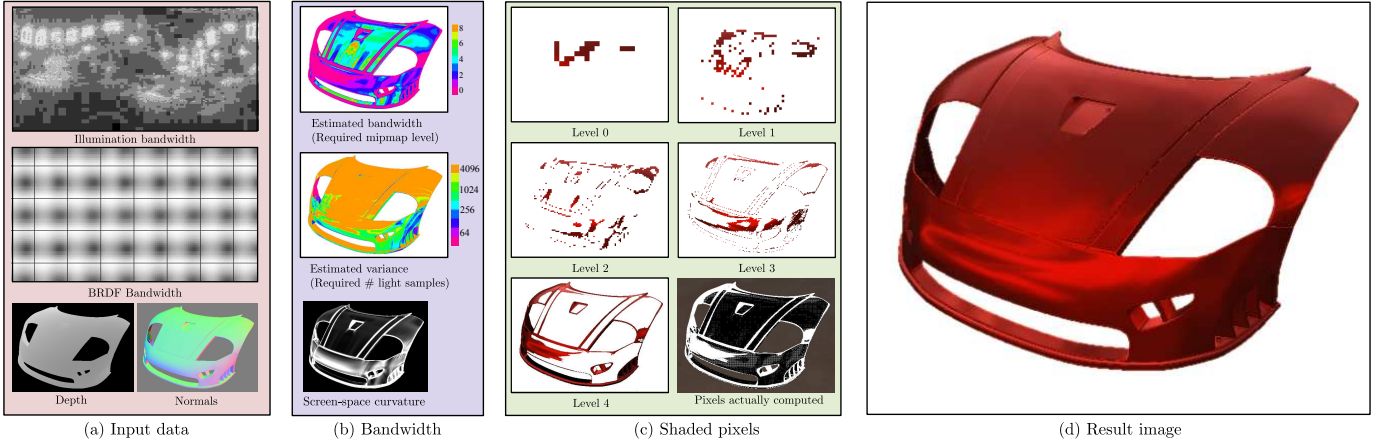 Illumination bandwidth
BRDF Bandwidth
Depth
Normals
(a) Input data
8
6
4
2
0
Estimated bandwidth
(Required mipmap level)
4096
1024
256
64
Estimated variance
(Required # light samples)
Screen-space curvature
(b) Bandwidth
Level 0
Level 1
Level 2
Level 3
Level 4
Pixels actually computed
(c) Shaded pixels
(d) Result image